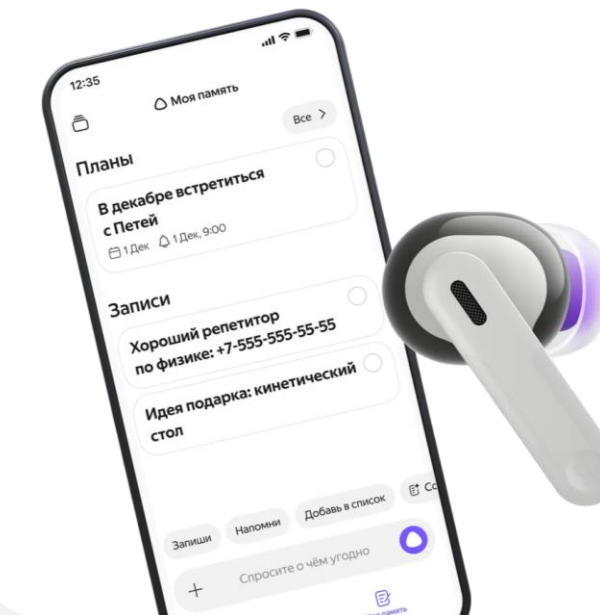 12:35
Моя память
Все
Планы
В декабре встретиться
с Петей
1 Дек 1 Дек, 9:00
Записи
Хороший репетитор
по физике: +7-555-555-55-55
Идея подарка: кинетический
стол
Запиши Напомни Добавь в список
Спросите о чём угодно
память